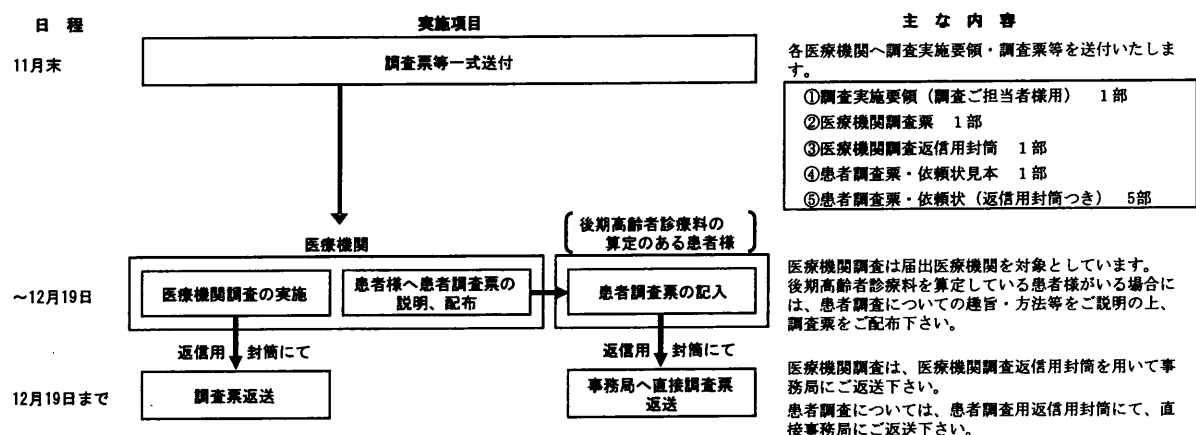 日 程
実施項目
主 な 内 容
11月末
調査票等一式送付
各医療機関へ調査実施要領・調査票等を送付いたしま
す。
①調査実施要領（調査ご担当者様用） 1部
②医療機関調査票 1部
③医療機関調査返信用封筒 1部
④患者調査票・依頼状見本 1部
⑤患者調査票・依頼状（返信用封筒つき） 5部
医療機関
後期高齢者診療料の
算定のある患者様
～12月19日
医療機関調査の実施
患者様へ患者調査票の
説明、配布
患者調査票の記入
医療機関調査は届出医療機関を対象としています。
後期高齢者診療料を算定している患者様がいる場合に
は、患者調査についての趣旨・方法等をご説明の上、
調査票をご配布下さい。
返信用 封筒にて
返信用 封筒にて
12月19日まで
調査票返送
事務局へ直接調査票
返送
医療機関調査は、医療機関調査返信用封筒を用いて事
務局にご返送下さい。
患者調査については、患者調査用返信用封筒にて、直
接事務局にご返送下さい。